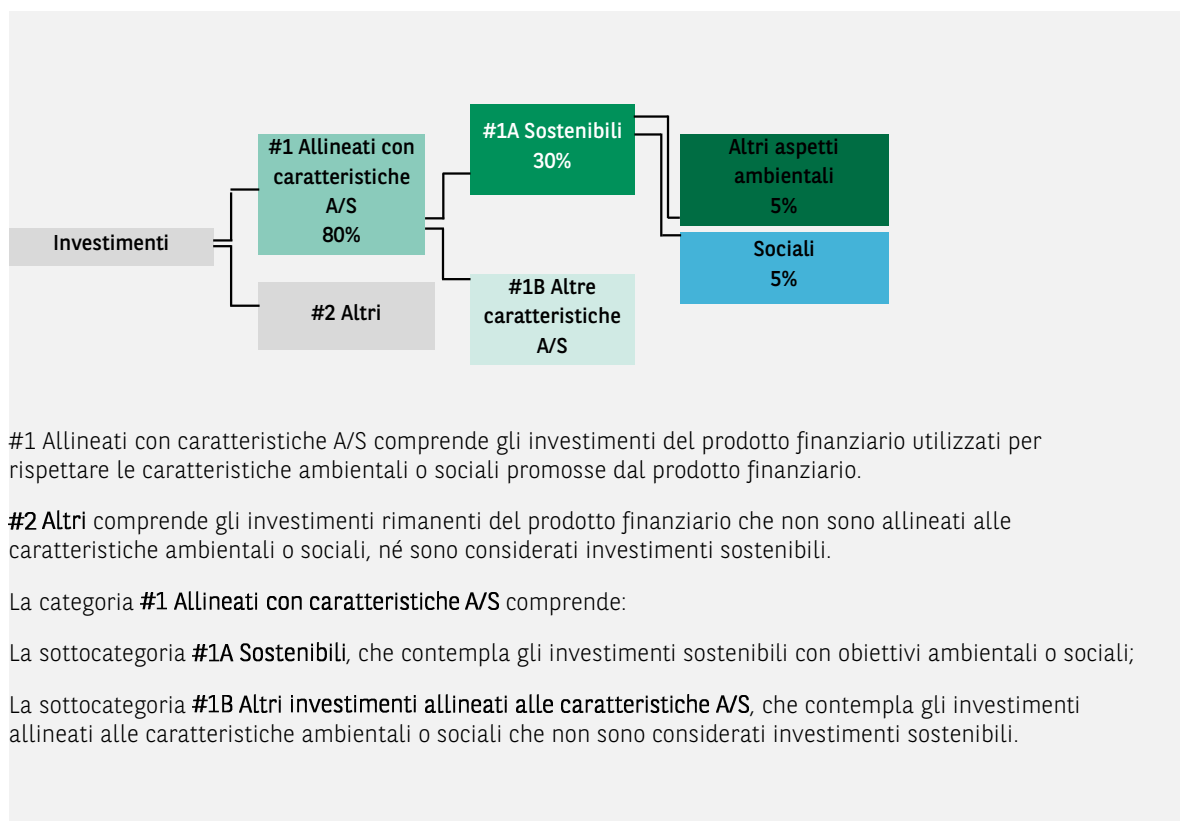 Investimenti
#1 Allineati con
caratteristiche
A/S
80%
#2 Altri
#1A Sostenibili
30%
#1B Altre
caratteristiche
A/S
Altri aspetti
ambientali
5%
Sociali
5%
#1 Allineati con caratteristiche A/S comprende gli investimenti del prodotto finanziario utilizzati per
rispettare le caratteristiche ambientali o sociali promosse dal prodotto finanziario.
#2 Altri comprende gli investimenti rimanenti del prodotto finanziario che non sono allineati alle
caratteristiche ambientali o sociali, né sono considerati investimenti sostenibili.
La categoria #1 Allineati con caratteristiche A/S comprende:
La sottocategoria #1A Sostenibili, che contempla gli investimenti sostenibili con obiettivi ambientali o sociali;
La sottocategoria #1B Altri investimenti allineati alle caratteristiche A/S, che contempla gli investimenti
allineati alle caratteristiche ambientali o sociali che non sono considerati investimenti sostenibili.